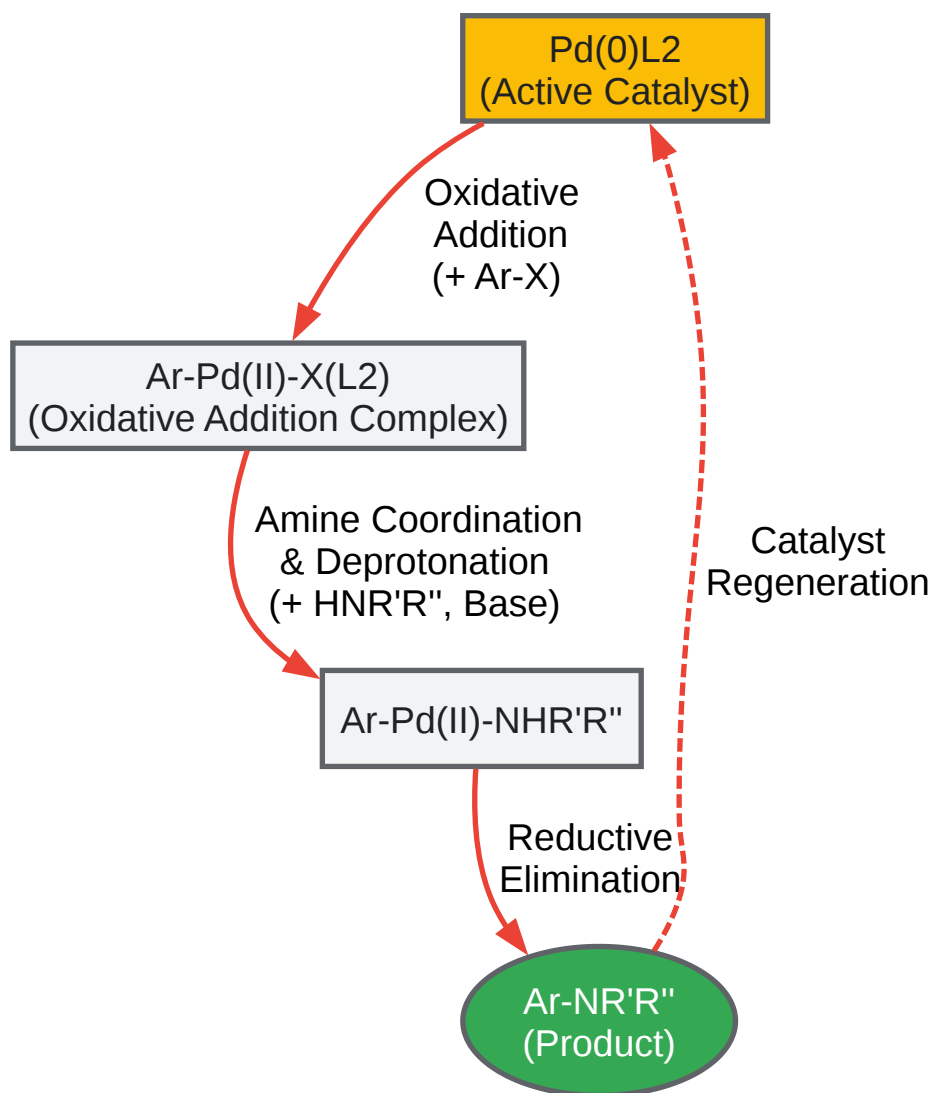 Pd(0)L2
(Active Catalyst)
Oxidative
Addition
(+ Ar-X)
Ar-Pd(II)-X(L2)
(Oxidative Addition Complex)
Amine Coordination
& Deprotonation
(+ HNR'R'', Base)
Catalyst
Regeneration
Ar-Pd(II)-NHR'R''
Reductive
Elimination
Ar-NR'R''
(Product)